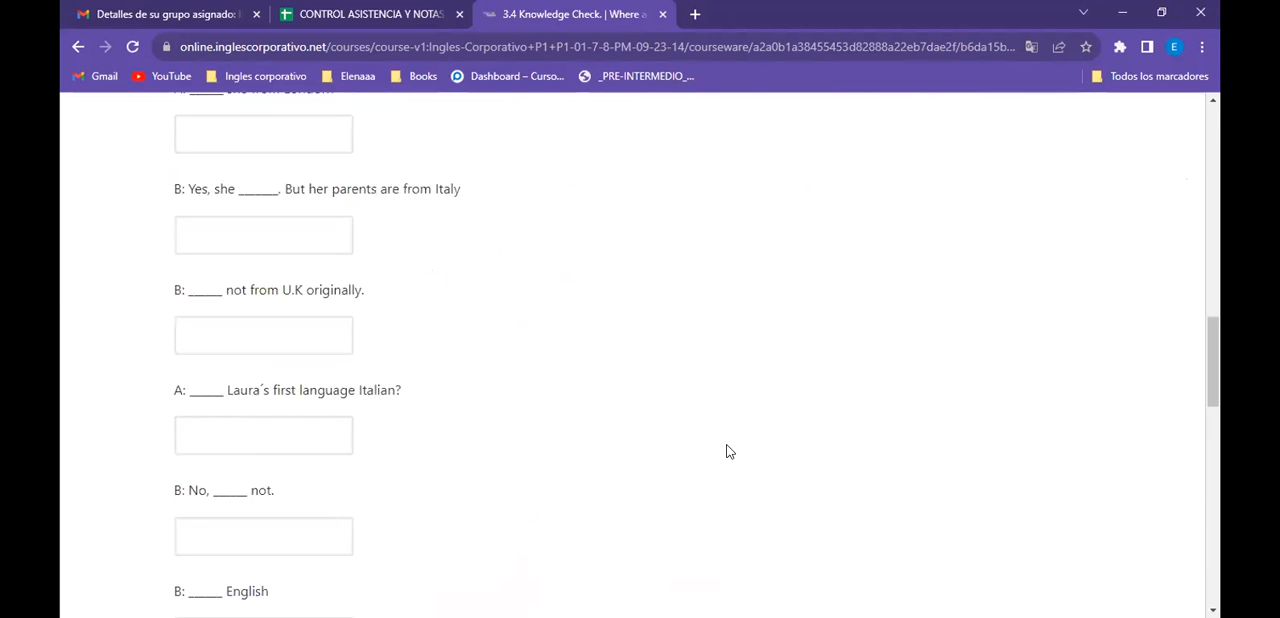 Detalles de su grupo asignado:
CONTROL ASISTENCIA Y NOTAS
3.4 Knowledge Check. | Where a
online.inglescorporativo.net/courses/course-v1:Ingles-Corporativo+P1+P1-01-7-8-PM-09-23-14/courseware/a2a0b1a38455453d82888a22eb7dae2f/b6da15b...
E
Gmail
YouTube
Ingles corporativo
Elenaaa
Books
Dashboard – Curso...
_PRE-INTERMEDIO_...
Todos los marcadores
B: Yes, she ______. But her parents are from Italy
B: _____ not from U.K originally.
A: _____ Laura´s first language Italian?
B: No, _____ not.
B: _____ English